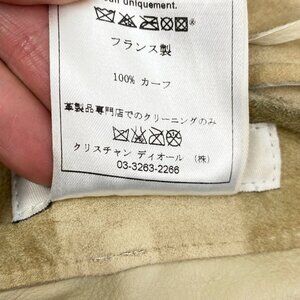 uniquement.
フランス製
100% カーフ
革製品専門店でのクリーニングのみ
クリスチャン ディオール (株)
03-3263-2266